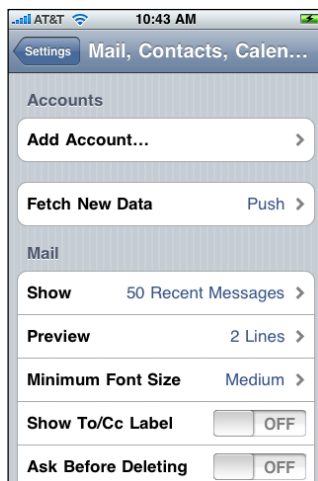 AT&T 10:43 AM
Settings Mail, Contacts, Calen...
Accounts
Add Account...
Fetch New Data Push
Mail
Show 50 Recent Messages
Preview 2 Lines
Minimum Font Size Medium
Show To/Cc Label OFF
Ask Before Deleting OFF